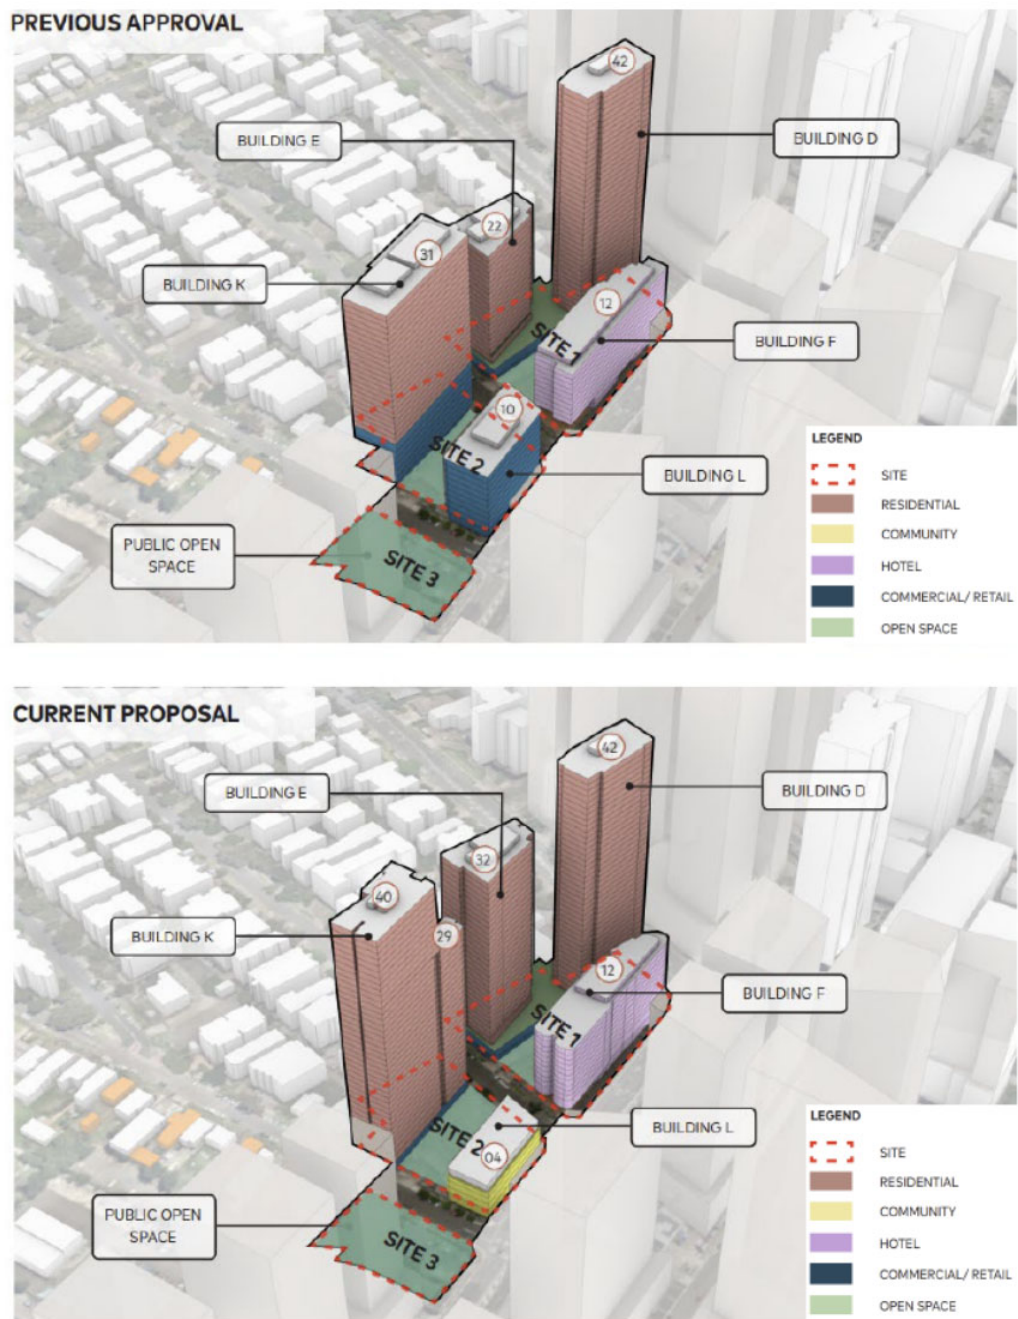 PREVIOUS APPROVAL
42
BUILDING E
BUILDING D
22
31
BUILDING K
12
SITE 1
BUILDING F
10
SITE 2
BUILDING L
PUBLIC OPEN
SPACE
SITE 3
LEGEND
SITE
RESIDENTIAL
COMMUNITY
HOTEL
COMMERCIAL/ RETAIL
OPEN SPACE
CURRENT PROPOSAL
42
BUILDING E
BUILDING D
32
40
BUILDING K
29
12
BUILDING F
SITE 1
SITE 2
04
BUILDING L
PUBLIC OPEN
SPACE
SITE 3
LEGEND
SITE
RESIDENTIAL
COMMUNITY
HOTEL
COMMERCIAL/ RETAIL
OPEN SPACE